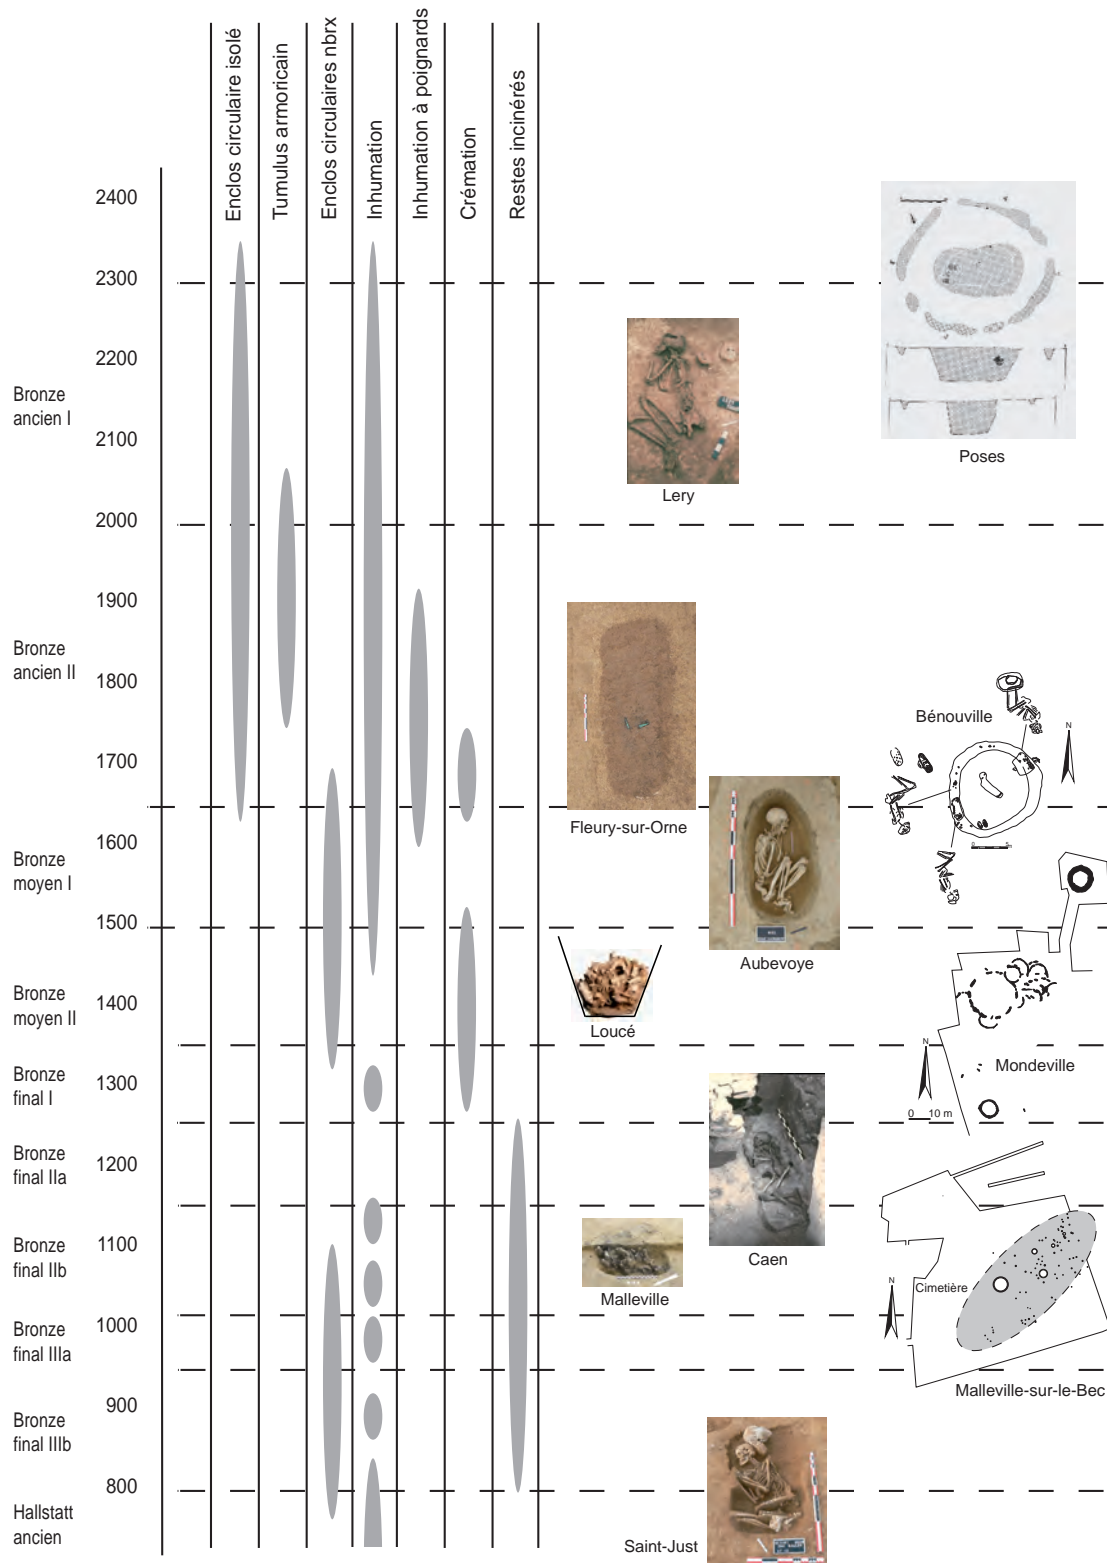 Enclos circulaire isolé
Tumulus armoricain
Enclos circulaires nbrx
Inhumation
Inhumation à poignards
Crémation
Restes incinérés
2400
2300
2200
Bronze
ancien I
2100
2000
1900
Bronze
ancien II
1800
1700
1600
Bronze
moyen I
1500
Bronze
moyen II
1400
Bronze
final I
1300
Bronze
final IIa
1200
Bronze
final IIb
1100
Bronze
final IIIa
1000
900
Bronze
final IIIb
800
Hallstatt
ancien
Poses
Lery
Bénouville
N
Fleury-sur-Orne
Aubevoye
Loucé
N
Mondeville
0 10 m
Caen
Malleville
Cimetière
N
Malleville-sur-le-Bec
Saint-Just